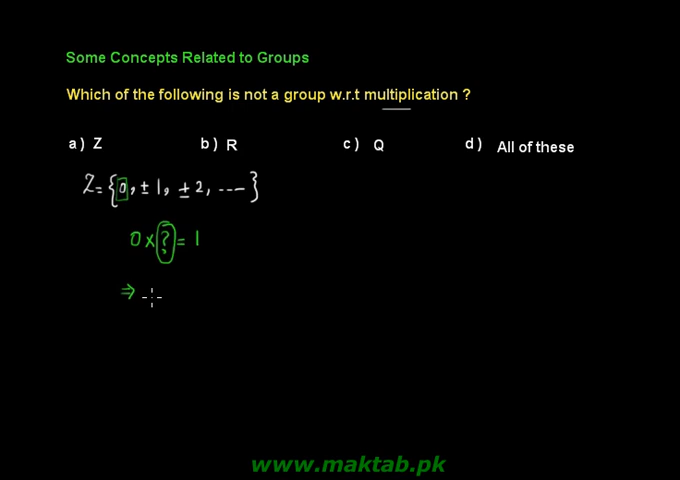 Some Concepts Related to Groups
Which of the following is not a group w.r.t multiplication ?
a ) Z b ) R c ) Q d ) All of these
Z = { 0, ± 1, ± 2, ---- }
0 × ? = 1
⇒
www.maktab.pk